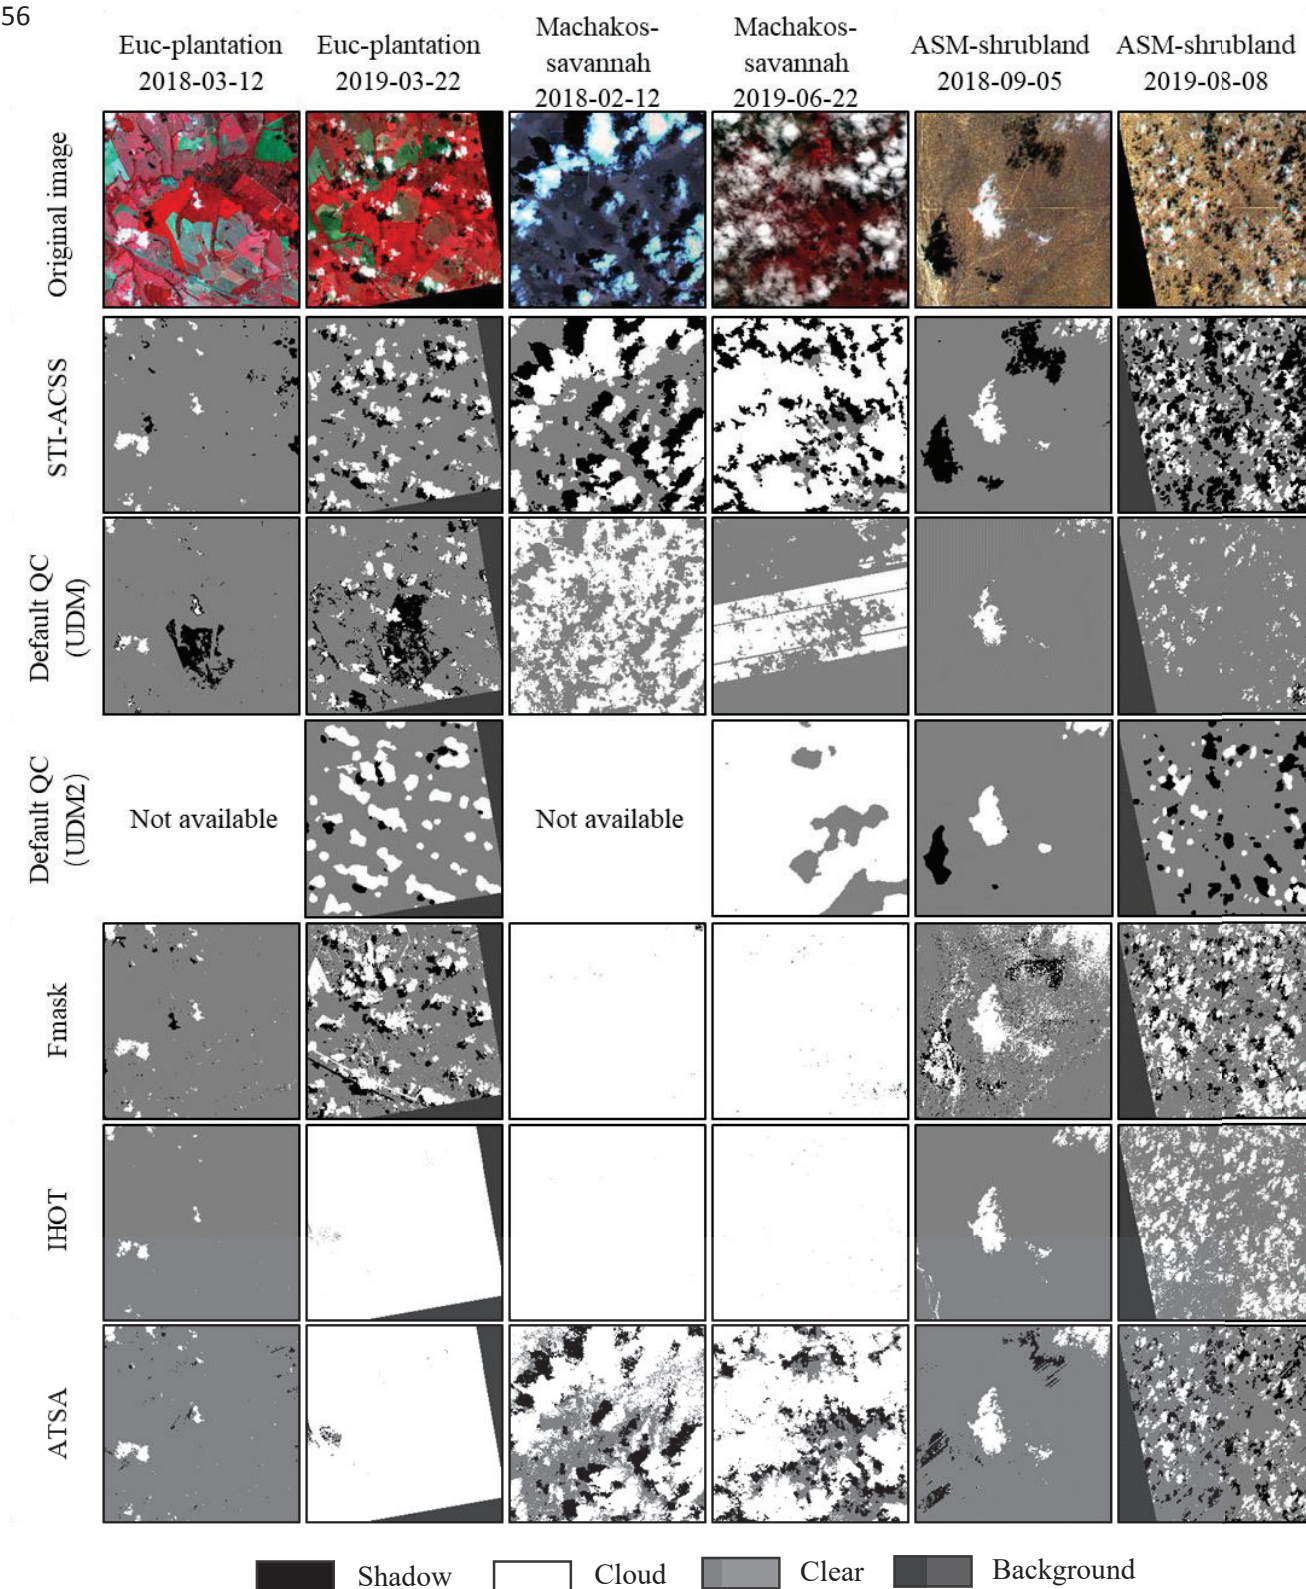 56
Euc-plantation
2018-03-12
Euc-plantation
2019-03-22
Machakos-
savannah
2018-02-12
Machakos-
savannah
2019-06-22
ASM-shrubland
2018-09-05
ASM-shrubland
2019-08-08
Original image
STI-ACSS
Default QC
(UDM)
Default QC
(UDM2)
Not available
Not available
Fmask
IHOT
ATSA
Shadow
Cloud
Clear
Background